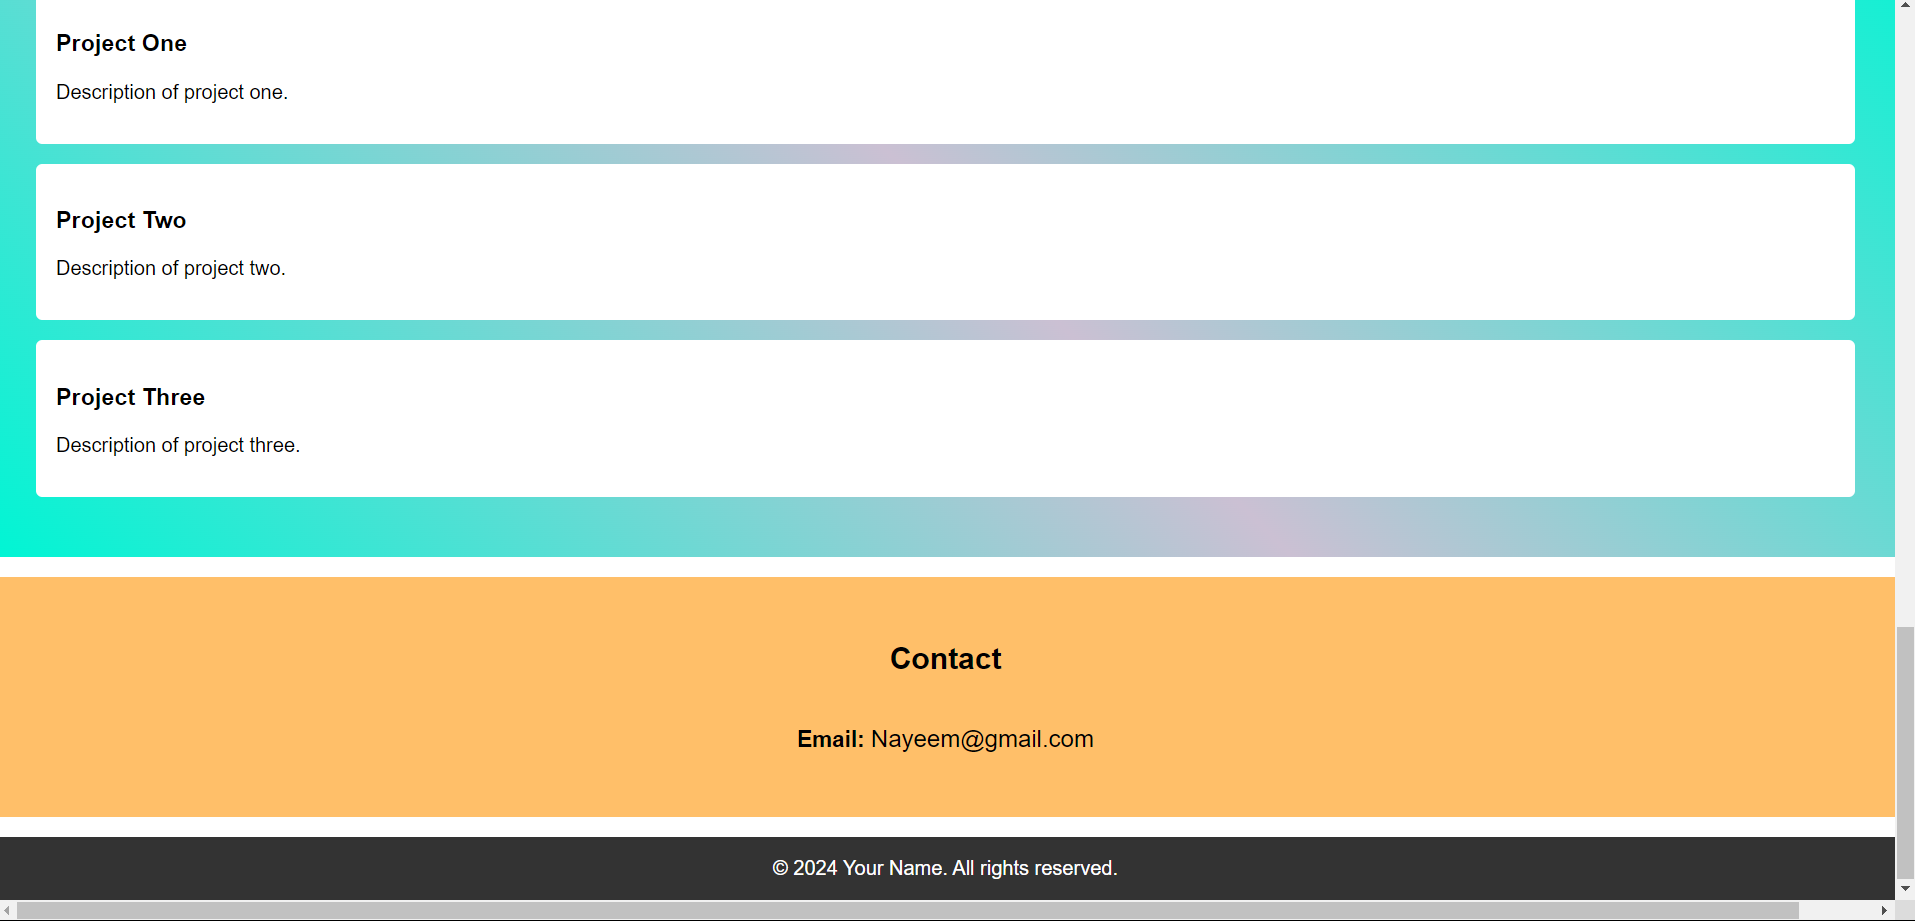 Project One
Description of project one.
Project Two
Description of project two.
Project Three
Description of project three.
Contact
Email: Nayeem@gmail.com
© 2024 Your Name. All rights reserved.